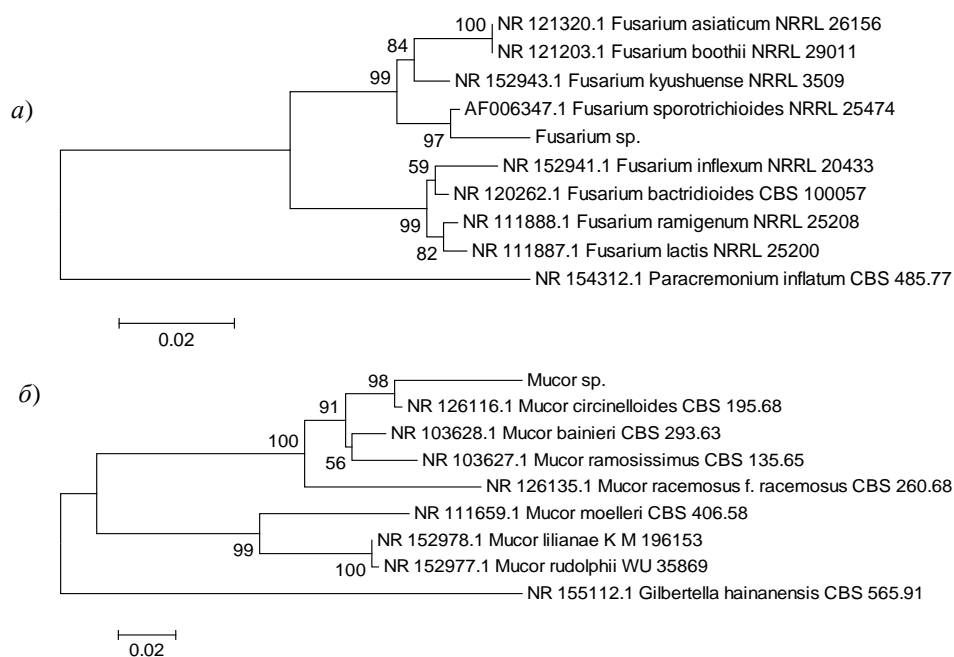 а)
100
NR 121320.1 Fusarium asiaticum NRRL 26156
NR 121203.1 Fusarium boothii NRRL 29011
84
99
NR 152943.1 Fusarium kyushuense NRRL 3509
AF006347.1 Fusarium sporotrichioides NRRL 25474
97
Fusarium sp.
59
NR 152941.1 Fusarium inflexum NRRL 20433
NR 120262.1 Fusarium bactridioides CBS 100057
99
NR 111888.1 Fusarium ramigenum NRRL 25208
82
NR 111887.1 Fusarium lactis NRRL 25200
NR 154312.1 Paracremonium inflatum CBS 485.77
0.02
б)
98
Mucor sp.
91
NR 126116.1 Mucor circinelloides CBS 195.68
100
NR 103628.1 Mucor bainieri CBS 293.63
56
NR 103627.1 Mucor ramosissimus CBS 135.65
NR 126135.1 Mucor racemosus f. racemosus CBS 260.68
NR 111659.1 Mucor moelleri CBS 406.58
99
NR 152978.1 Mucor lilianae K M 196153
100
NR 152977.1 Mucor rudolphii WU 35869
NR 155112.1 Gilbertella hainanensis CBS 565.91
0.02